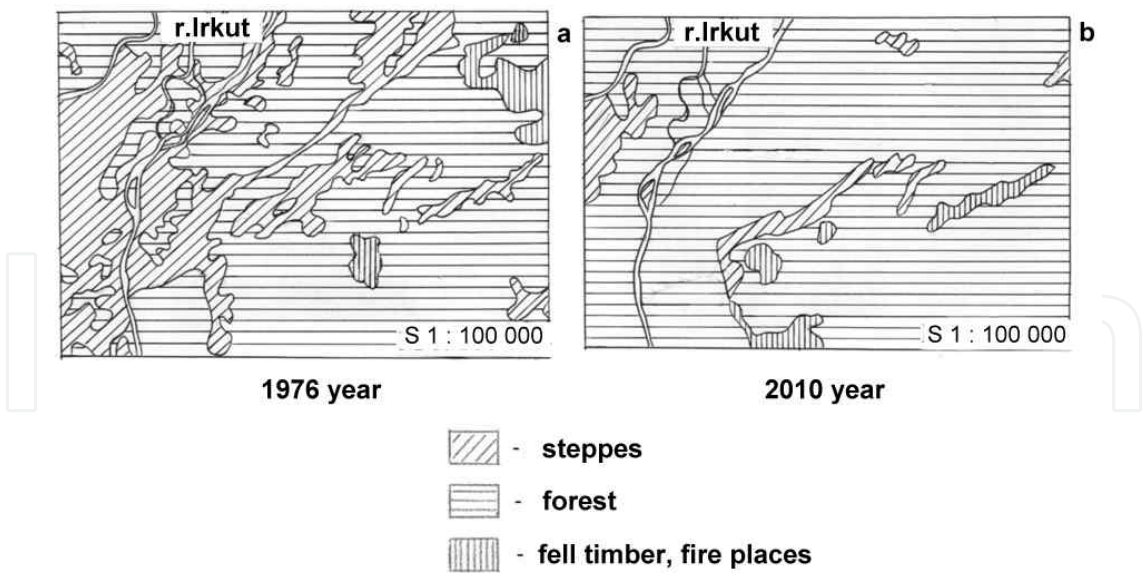 r.Irkut
a
S 1 : 100 000
1976 year
r.Irkut
b
S 1 : 100 000
2010 year
- steppes
- forest
- fell timber, fire places